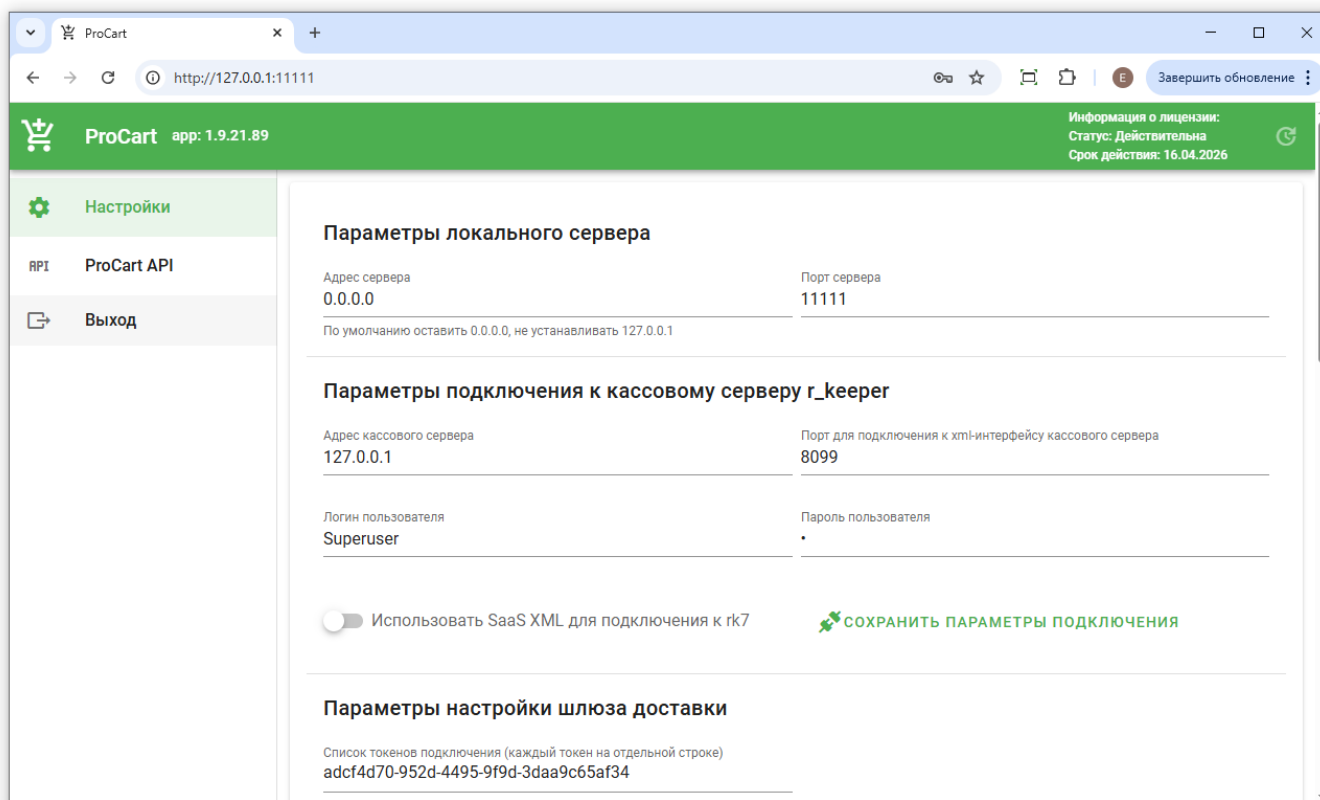 ProCart
http://127.0.0.1:11111
E
Завершить обновление
ProCart app: 1.9.21.89
Информация о лицензии:
Статус: Действительна
Срок действия: 16.04.2026
Настройки
API ProCart API
Выход
Параметры локального сервера
Адрес сервера Порт сервера
0.0.0.0 11111
По умолчанию оставить 0.0.0.0, не устанавливать 127.0.0.1
Параметры подключения к кассовому серверу r_keeper
Адрес кассового сервера Порт для подключения к xml-интерфейсу кассового сервера
127.0.0.1 8099
Логин пользователя Пароль пользователя
Superuser •
Использовать SaaS XML для подключения к rk7 СОХРАНИТЬ ПАРАМЕТРЫ ПОДКЛЮЧЕНИЯ
Параметры настройки шлюза доставки
Список токенов подключения (каждый токен на отдельной строке)
adcf4d70-952d-4495-9f9d-3daa9c65af34